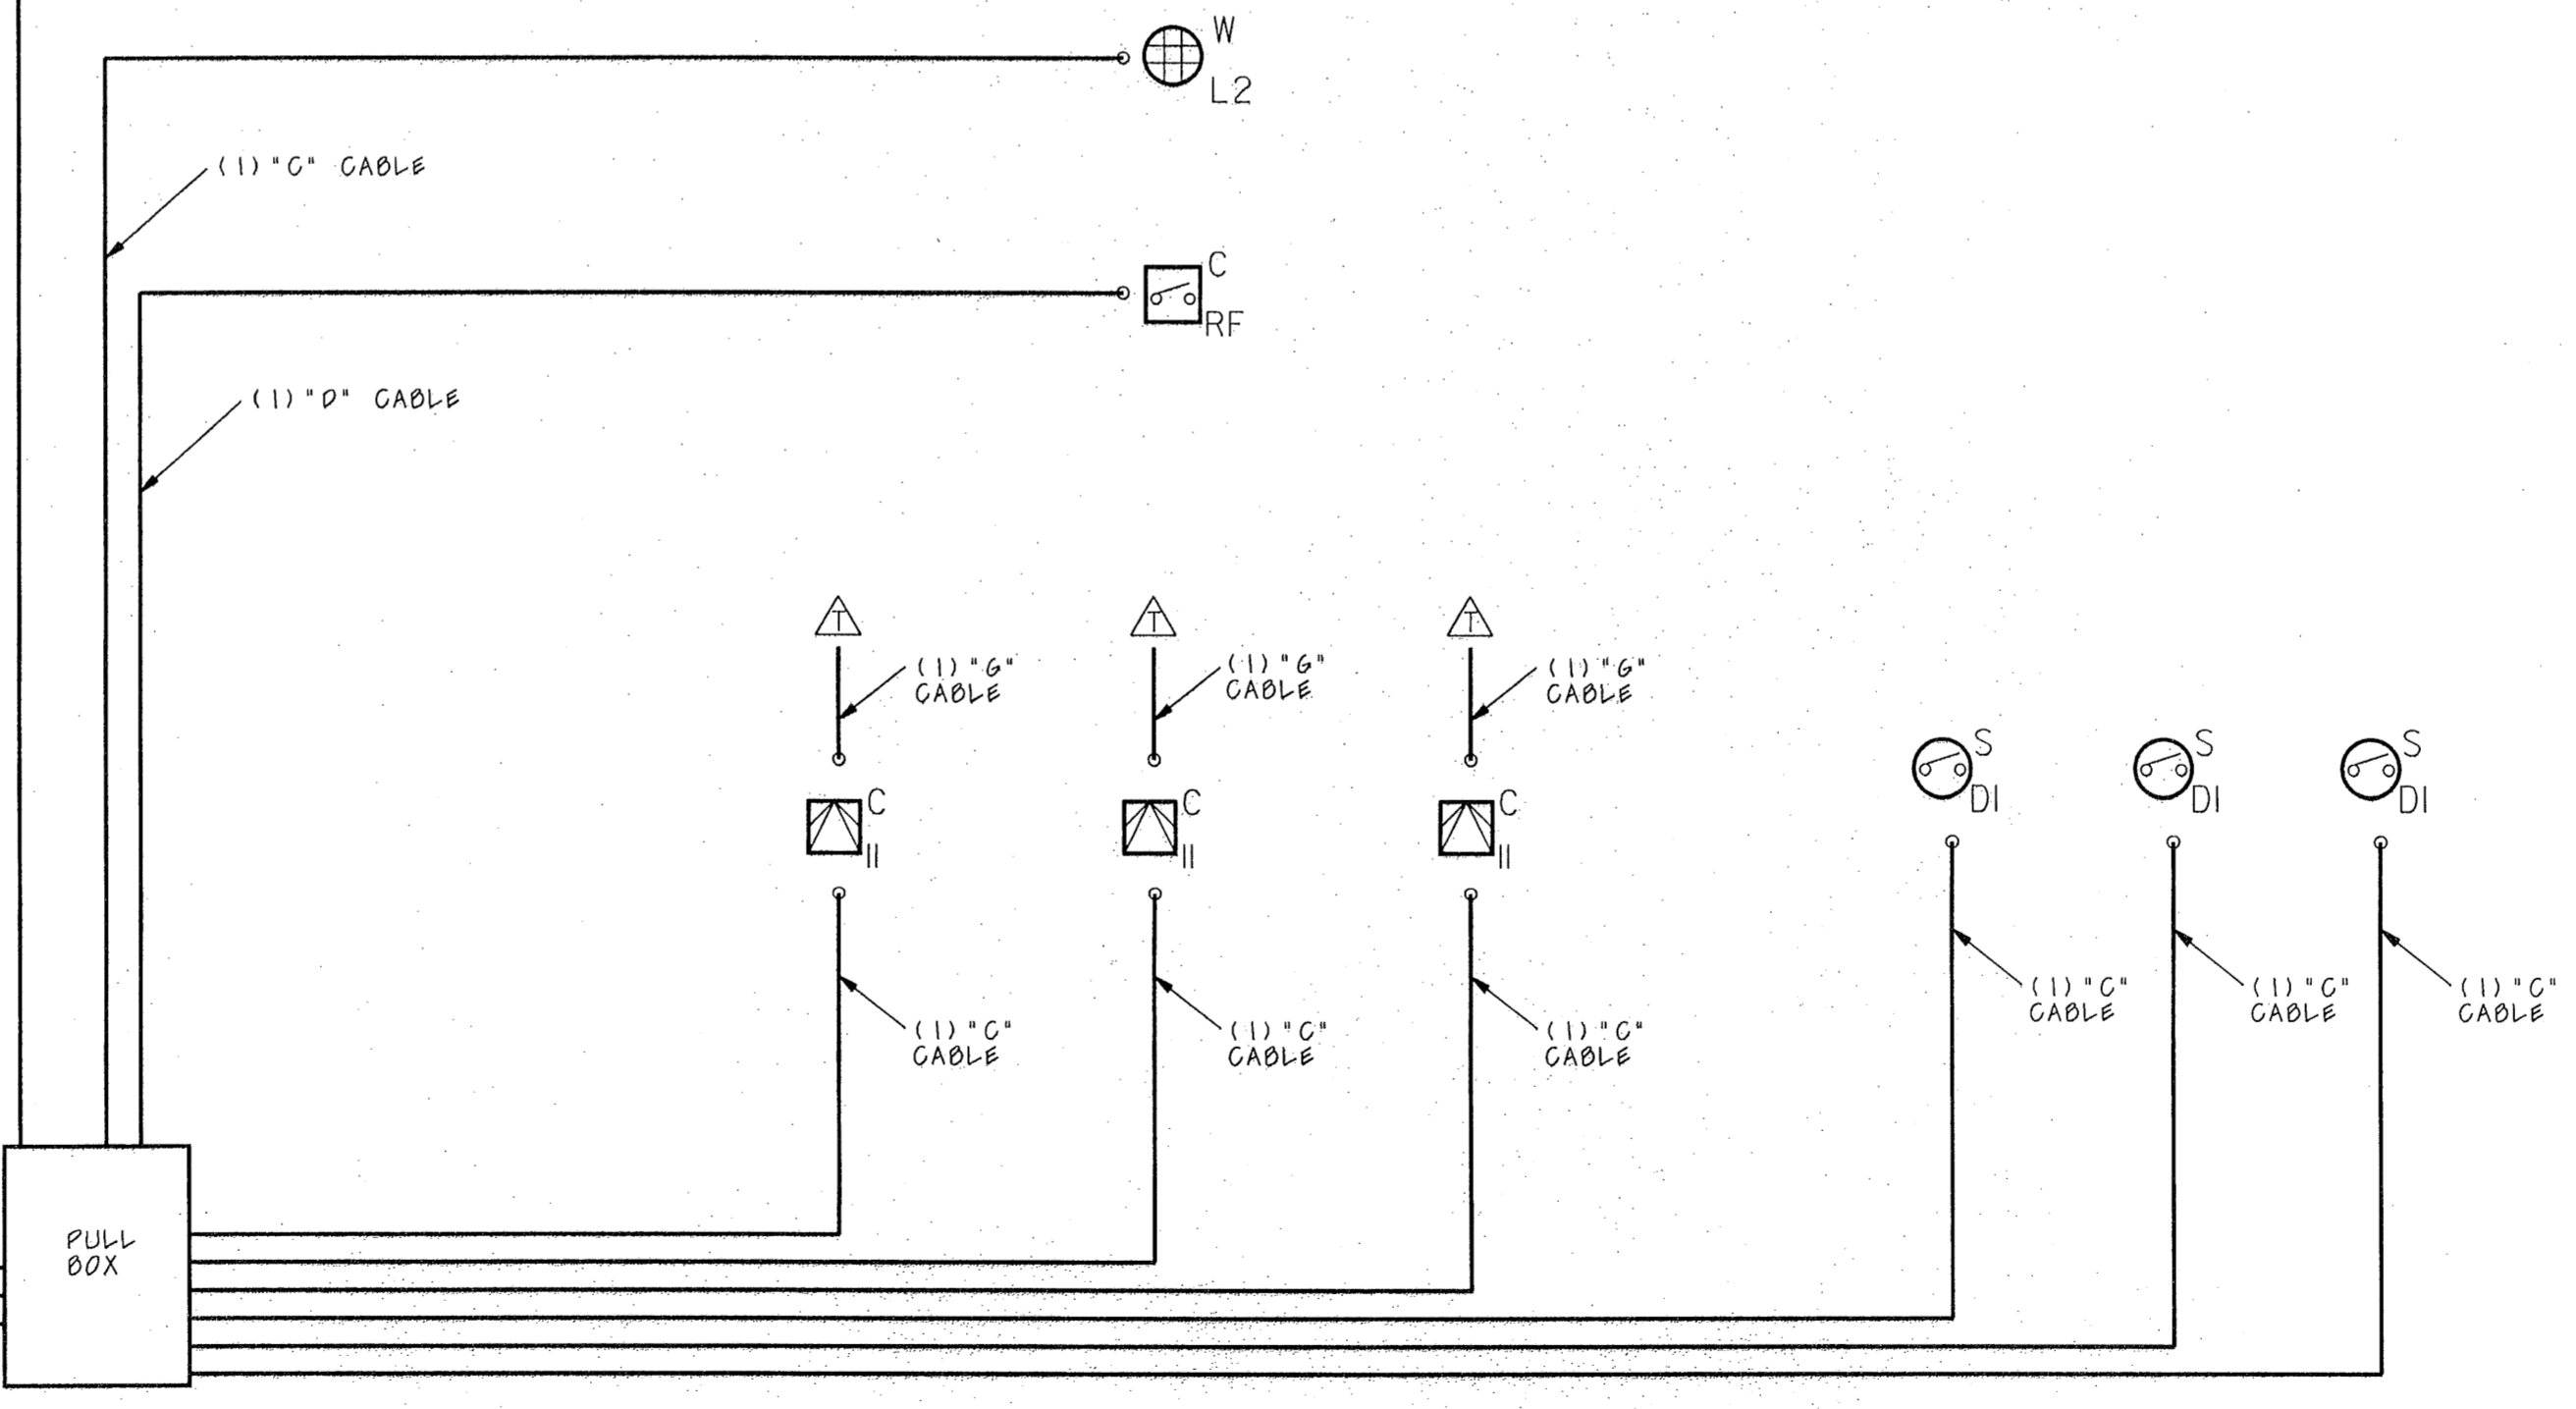 W
L2
(1) "C" CABLE
C
RF
(1) "D" CABLE
T
T
T
(1) "G"
CABLE
(1) "G"
CABLE
(1) "G"
CABLE
S
DI
S
DI
S
DI
C
II
C
II
C
II
(1) "C"
CABLE
(1) "C"
CABLE
(1) "C"
CABLE
(1) "C"
CABLE
(1) "C"
CABLE
(1) "C"
CABLE
PULL
BOX